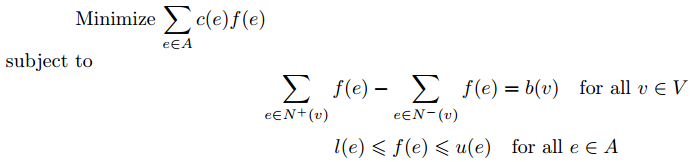 Minimize ∑_{e∈A} c(e)f(e)
subject to
∑_{e∈N⁺(v)} f(e) − ∑_{e∈N⁻(v)} f(e) = b(v) for all v ∈ V
l(e) ⩽ f(e) ⩽ u(e) for all e ∈ A